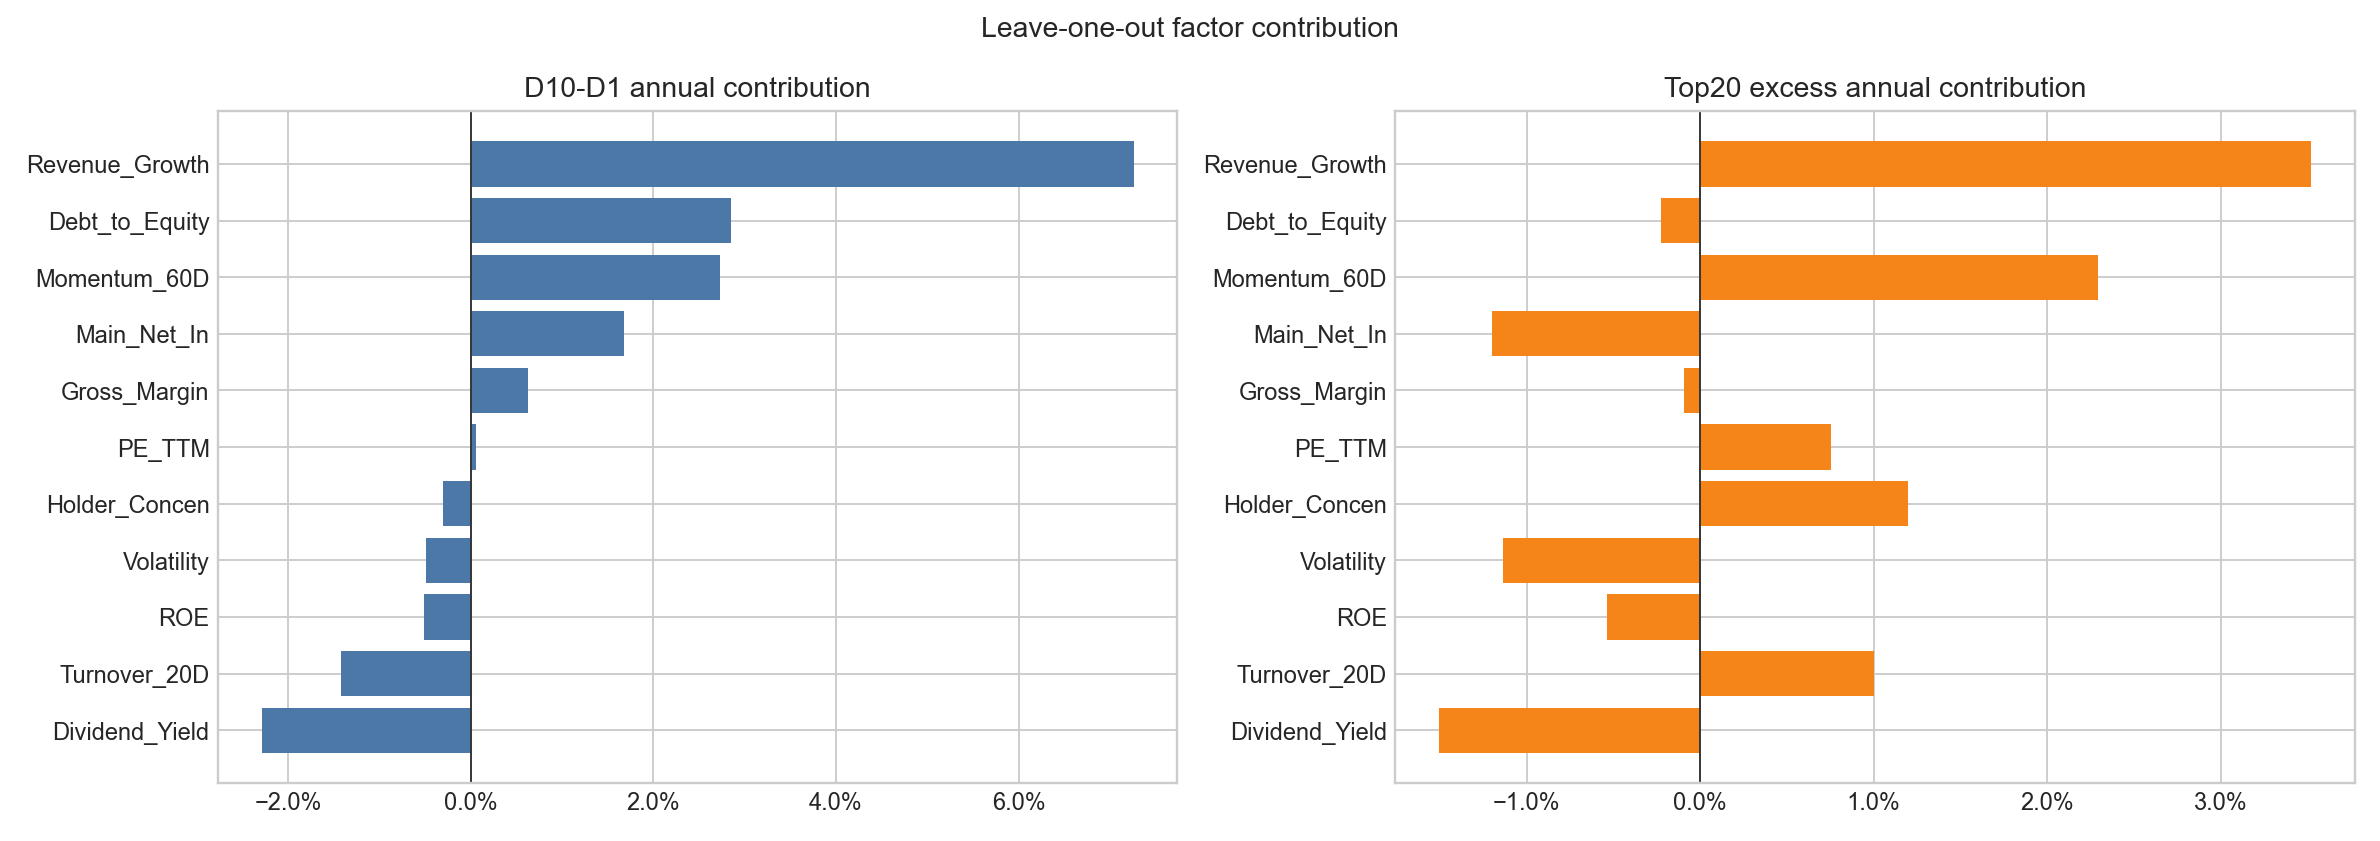 Leave-one-out factor contribution
D10-D1 annual contribution
Revenue_Growth
Debt_to_Equity
Momentum_60D
Main_Net_In
Gross_Margin
PE_TTM
Holder_Concen
Volatility
ROE
Turnover_20D
Dividend_Yield
−2.0% 0.0% 2.0% 4.0% 6.0%
Top20 excess annual contribution
Revenue_Growth
Debt_to_Equity
Momentum_60D
Main_Net_In
Gross_Margin
PE_TTM
Holder_Concen
Volatility
ROE
Turnover_20D
Dividend_Yield
−1.0% 0.0% 1.0% 2.0% 3.0%